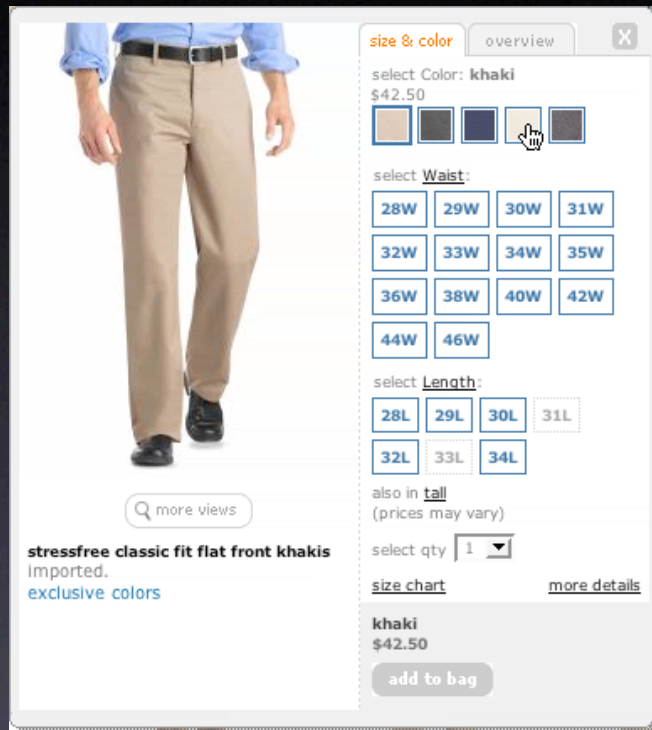 size & color overview X
select Color: khaki
$42.50
select Waist:
28W 29W 30W 31W
32W 33W 34W 35W
36W 38W 40W 42W
44W 46W
select Length:
28L 29L 30L 31L
32L 33L 34L
also in tall
(prices may vary)
select qty 1
size chart more details
khaki
$42.50
add to bag
more views
stressfree classic fit flat front khakis
imported.
exclusive colors